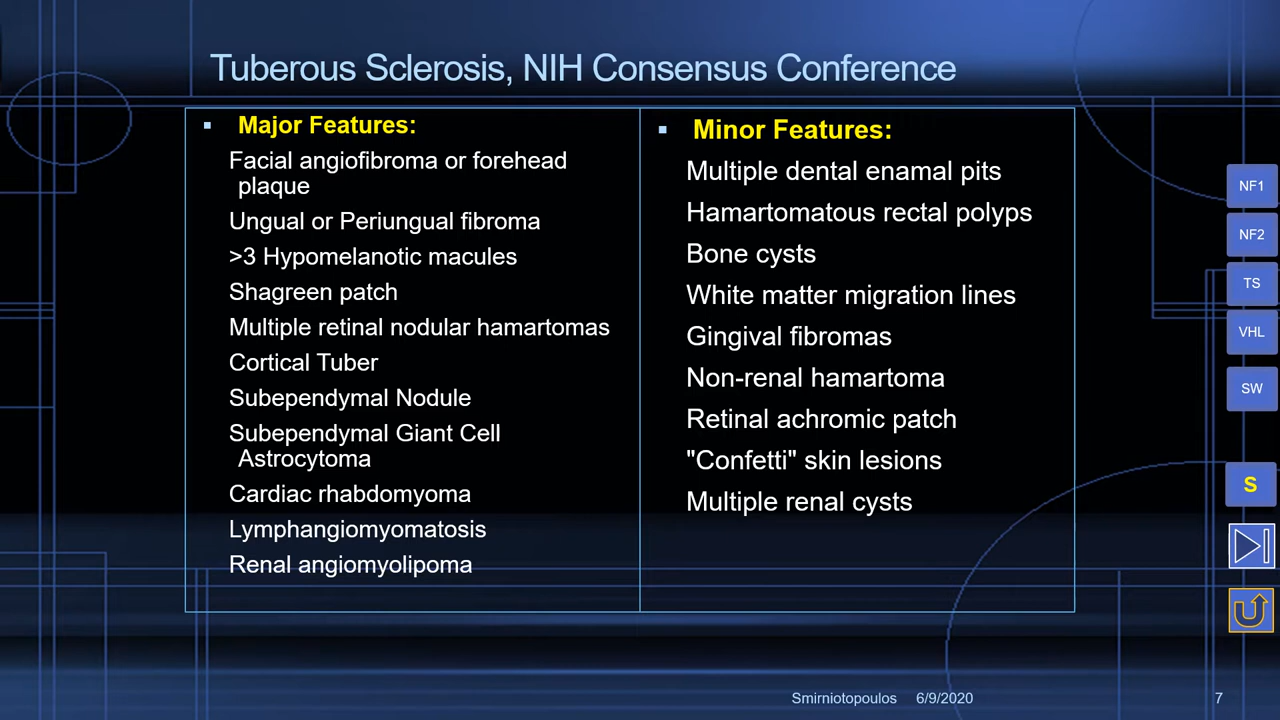 Tuberous Sclerosis, NIH Consensus Conference
Major Features:
Facial angiofibroma or forehead
plaque
Ungual or Periungual fibroma
>3 Hypomelanotic macules
Shagreen patch
Multiple retinal nodular hamartomas
Cortical Tuber
Subependymal Nodule
Subependymal Giant Cell
Astrocytoma
Cardiac rhabdomyoma
Lymphangiomyomatosis
Renal angiomyolipoma
Minor Features:
Multiple dental enamal pits
Hamartomatous rectal polyps
Bone cysts
White matter migration lines
Gingival fibromas
Non-renal hamartoma
Retinal achromic patch
"Confetti" skin lesions
Multiple renal cysts
NF1
NF2
TS
VHL
SW
S
Smirniotopoulos 6/9/2020
7